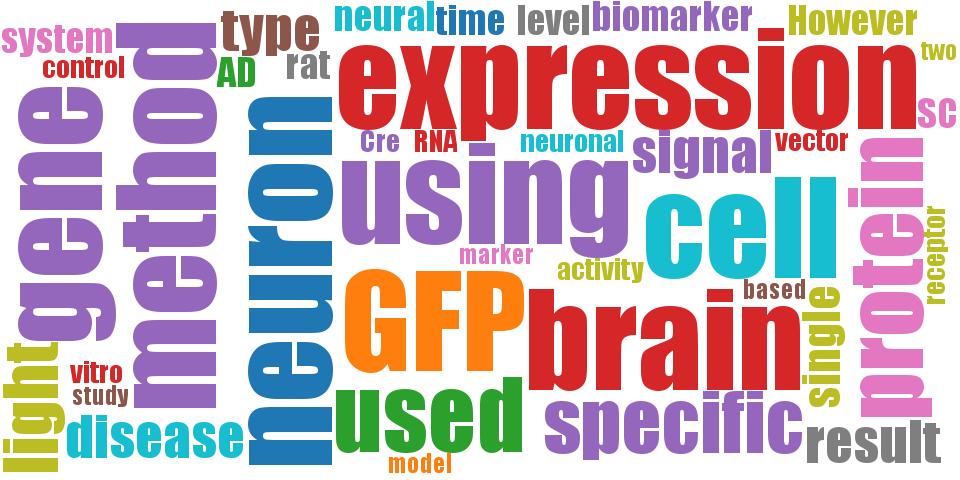 neural
time
level
biomarker
However
system
type
control
AD
rat
expression
two
gene
method
neuron
Cre
RNA
neuronal
signal
vector
sc
using
cell
protein
receptor
marker
activity
based
GFP
brain
single
light
vitro
study
disease
used
specific
result
model